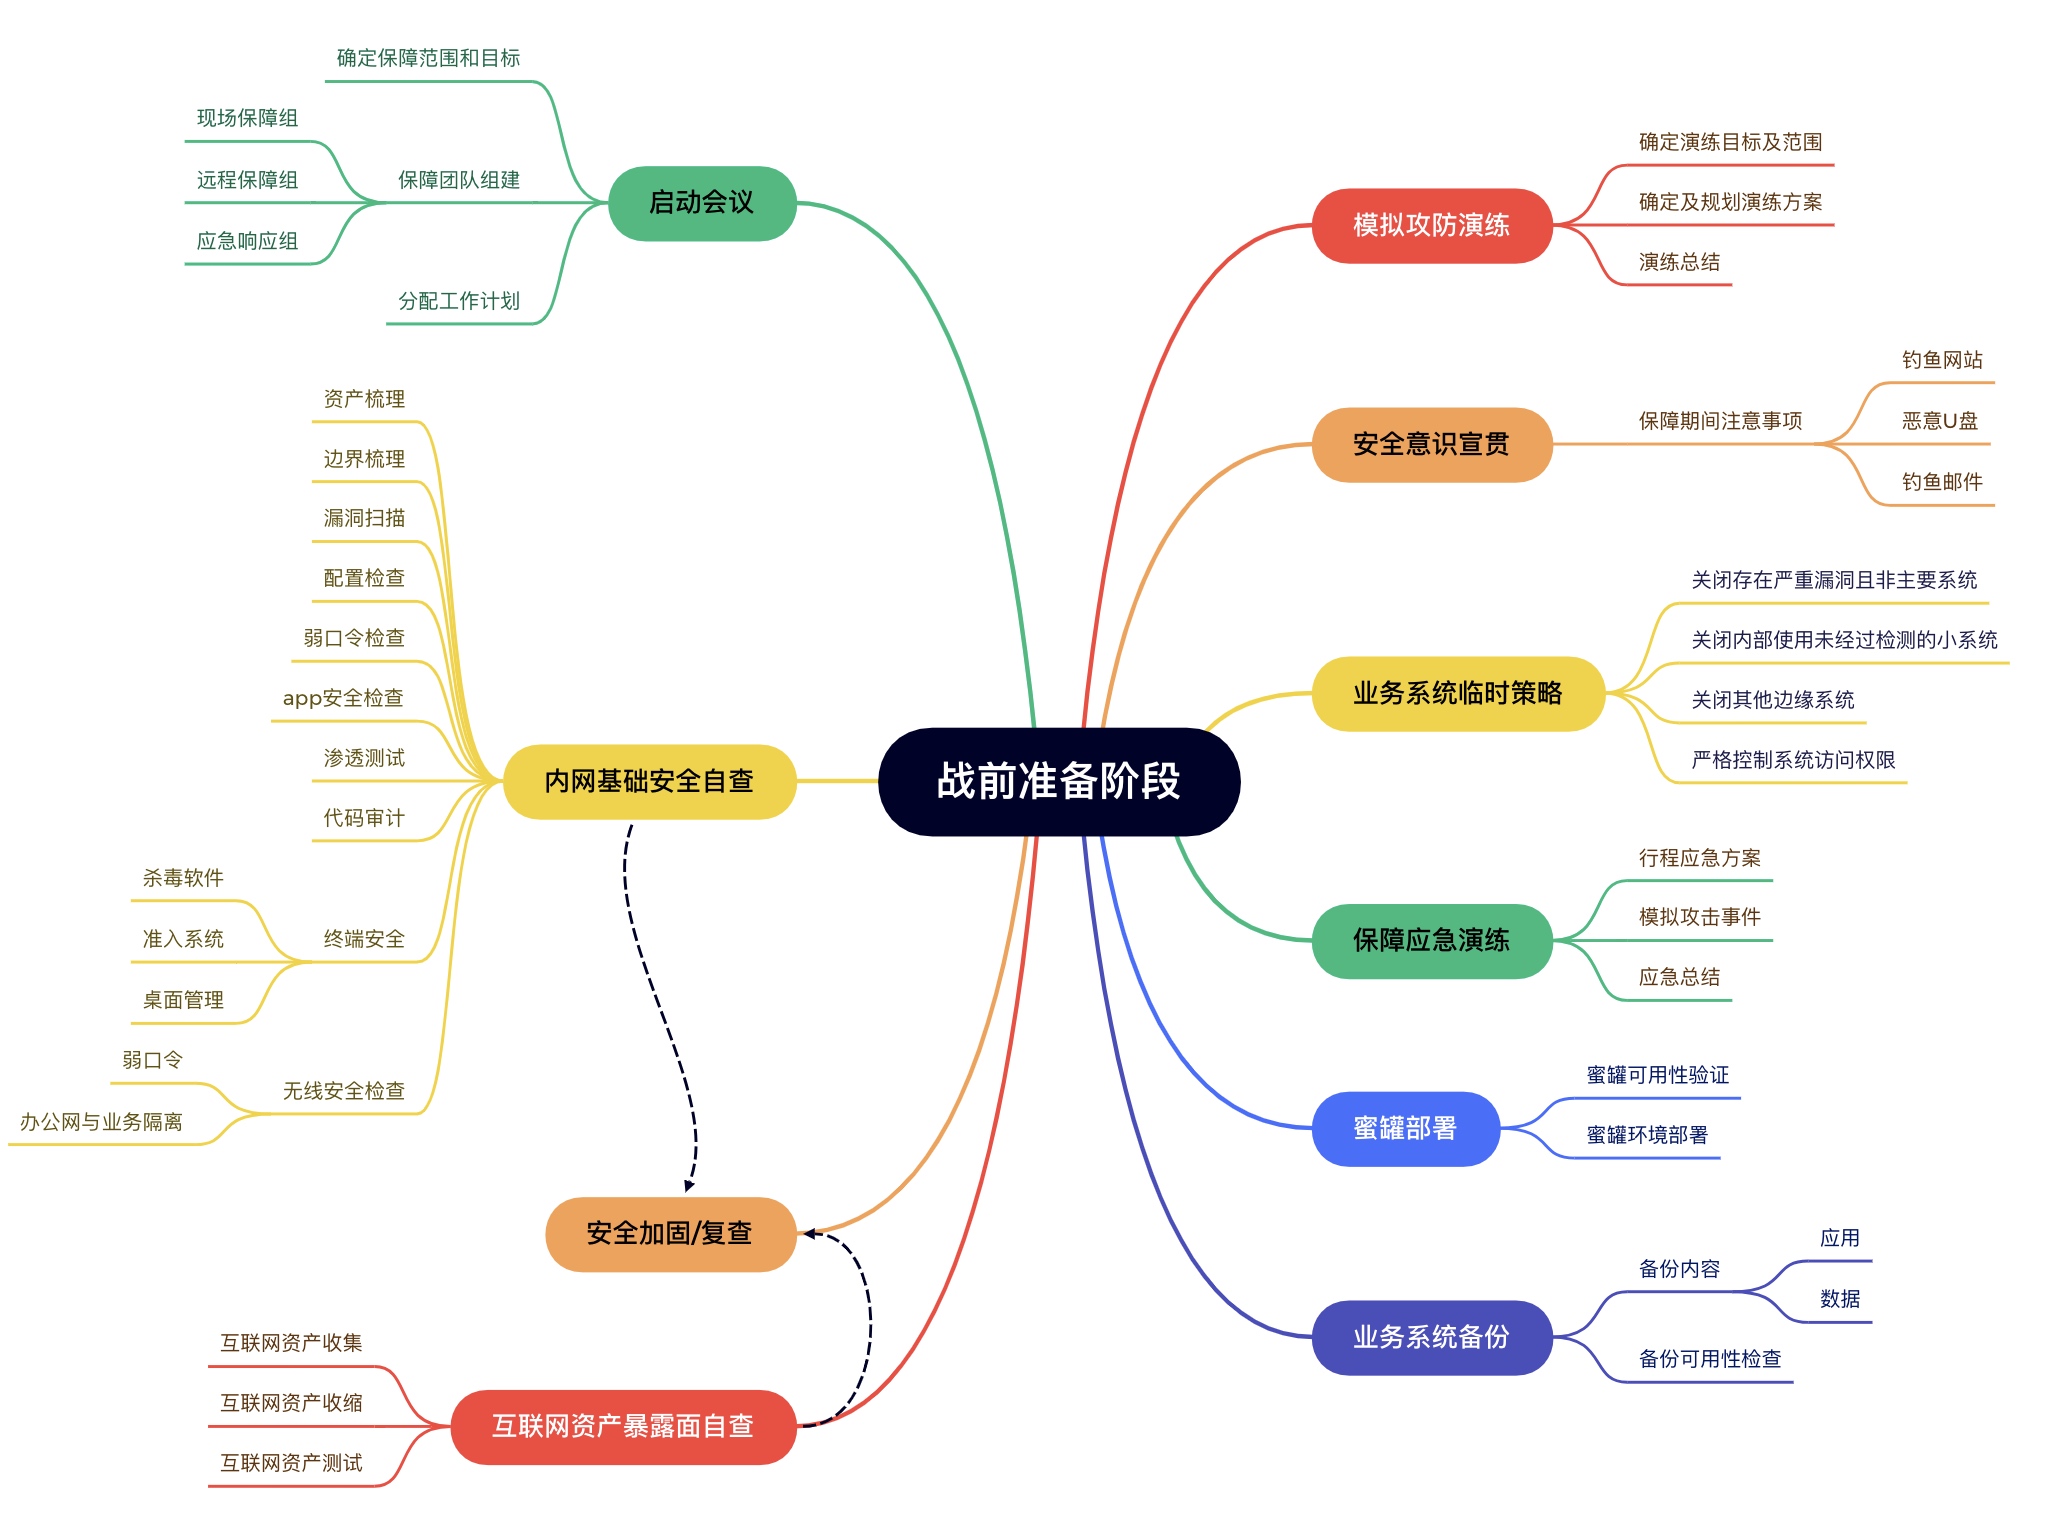 战前准备阶段
启动会议
确定保障范围和目标
保障团队组建
现场保障组
远程保障组
应急响应组
分配工作计划
内网基础安全自查
资产梳理
边界梳理
漏洞扫描
配置检查
弱口令检查
app安全检查
渗透测试
代码审计
终端安全
杀毒软件
准入系统
桌面管理
无线安全检查
弱口令
办公网与业务隔离
安全加固/复查
互联网资产暴露面自查
互联网资产收集
互联网资产收缩
互联网资产测试
模拟攻防演练
确定演练目标及范围
确定及规划演练方案
演练总结
安全意识宣贯
保障期间注意事项
钓鱼网站
恶意U盘
钓鱼邮件
业务系统临时策略
关闭存在严重漏洞且非主要系统
关闭内部使用未经过检测的小系统
关闭其他边缘系统
严格控制系统访问权限
保障应急演练
行程应急方案
模拟攻击事件
应急总结
蜜罐部署
蜜罐可用性验证
蜜罐环境部署
业务系统备份
备份内容
应用
数据
备份可用性检查